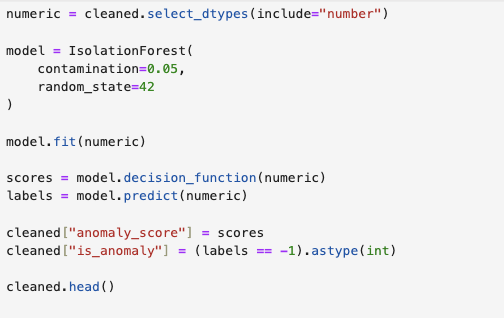 numeric = cleaned.select_dtypes(include="number")
model = IsolationForest(
    contamination=0.05,
    random_state=42
)
model.fit(numeric)
scores = model.decision_function(numeric)
labels = model.predict(numeric)
cleaned["anomaly_score"] = scores
cleaned["is_anomaly"] = (labels == -1).astype(int)
cleaned.head()